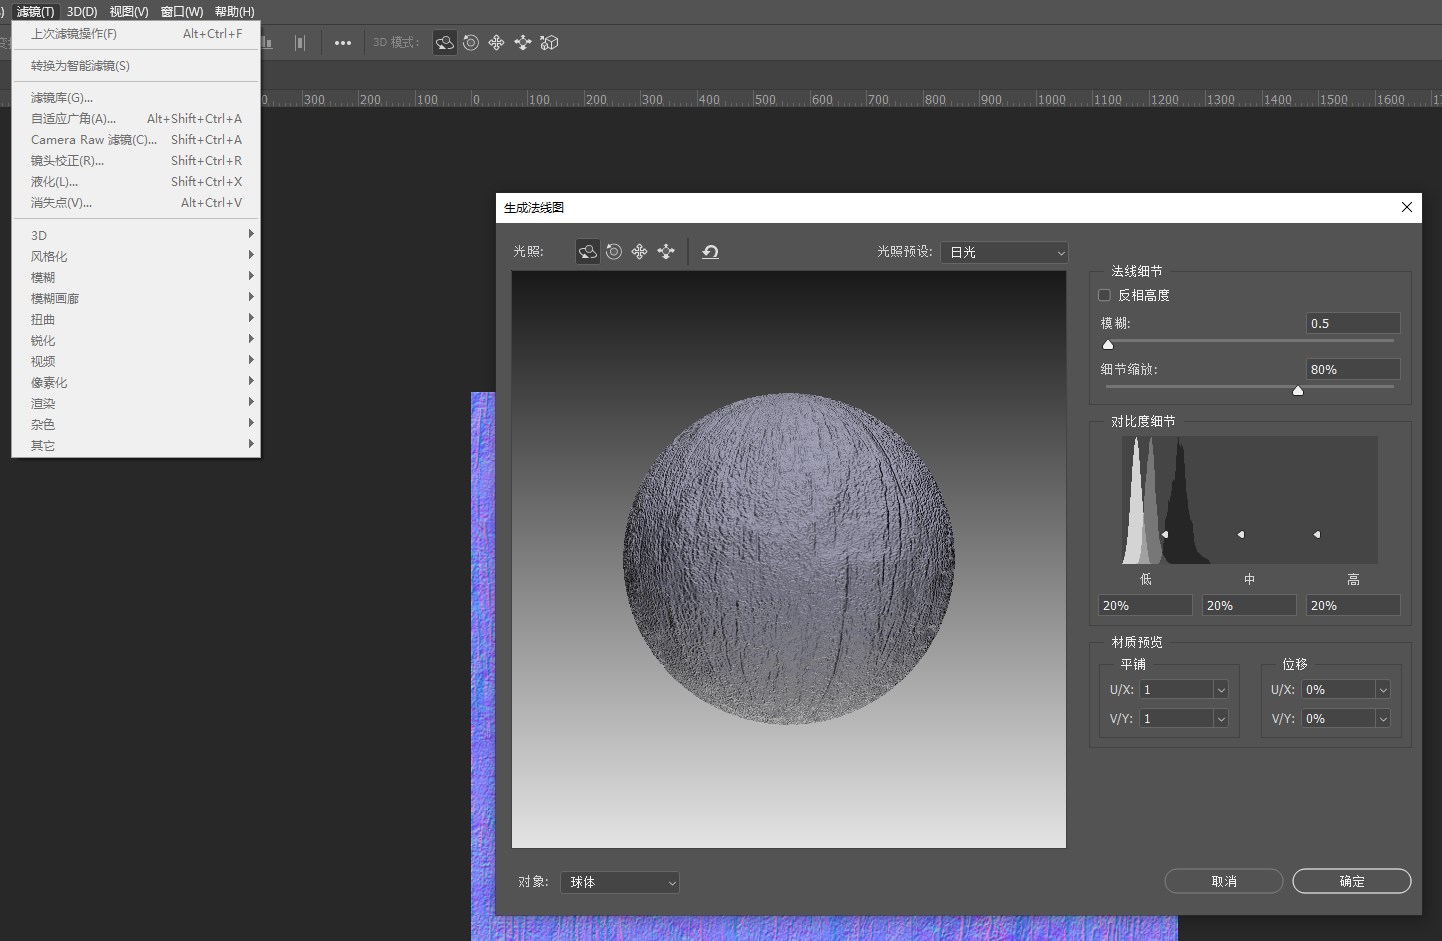 滤镜(T) 3D(D) 视图(V) 窗口(W) 帮助(H)
上次滤镜操作(F) Alt+Ctrl+F
转换为智能滤镜(S)
滤镜库(G)...
自适应广角(A)... Alt+Shift+Ctrl+A
Camera Raw 滤镜(C)... Shift+Ctrl+A
镜头校正(R)... Shift+Ctrl+R
液化(L)... Shift+Ctrl+X
消失点(V)... Alt+Ctrl+V
3D
风格化
模糊
模糊画廊
扭曲
锐化
视频
像素化
渲染
杂色
其它
3D 模式:
300 200 100 0 100 200 300 400 500 600 700 800 900 1000 1100 1200 1300 1400 1500 1600
生成法线图
光照:
光照预设: 日光
法线细节
反相高度
模糊: 0.5
细节缩放: 80%
对比度细节
低 中 高
20% 20% 20%
材质预览
平铺 位移
U/X: 1 U/X: 0%
V/Y: 1 V/Y: 0%
对象: 球体
取消 确定